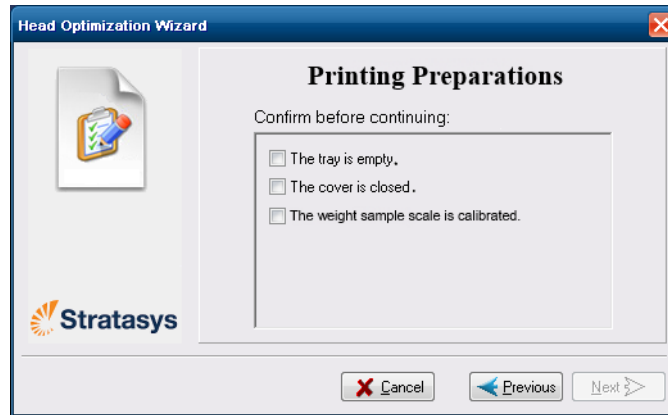 Head Optimization Wizard
Printing Preparations
Confirm before continuing:
The tray is empty.
The cover is closed.
The weight sample scale is calibrated.
Stratasys
Cancel
Previous
Next